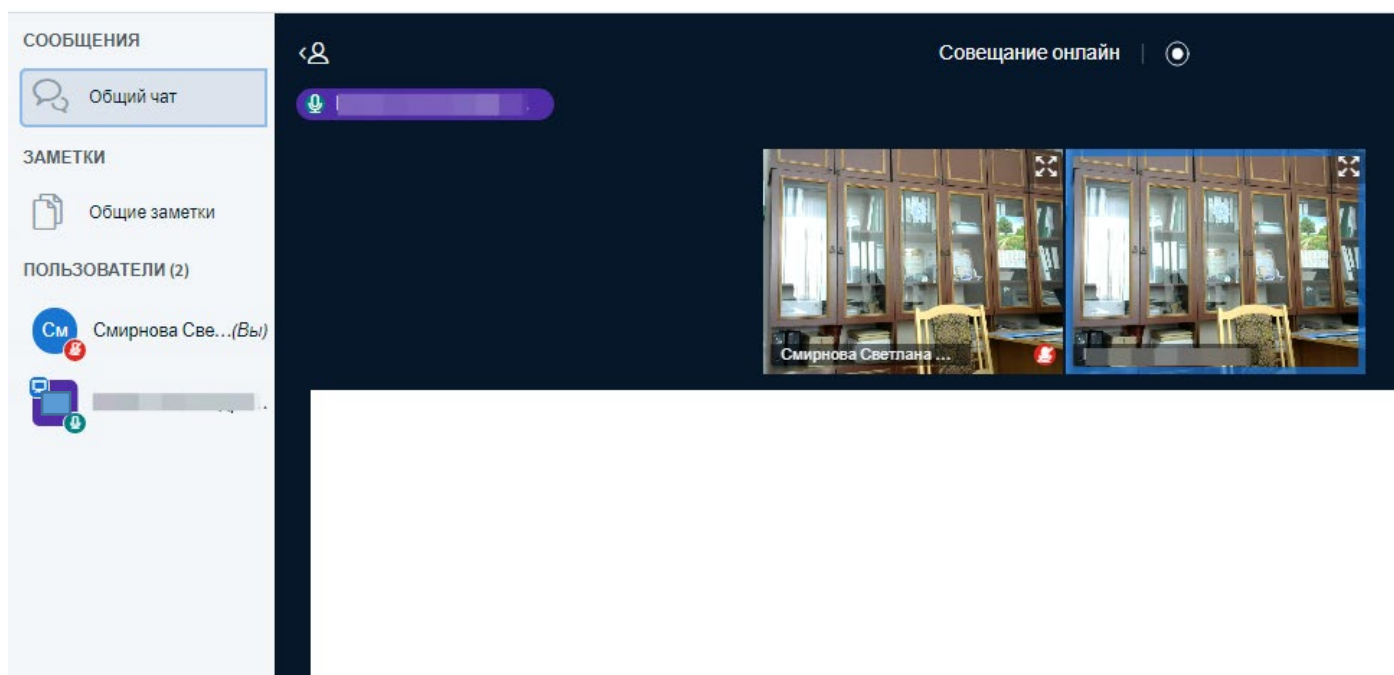 СООБЩЕНИЯ
Общий чат
ЗАМЕТКИ
Общие заметки
ПОЛЬЗОВАТЕЛИ (2)
См
Смирнова Све...(Вы)
Совещание онлайн
Смирнова Светлана ...